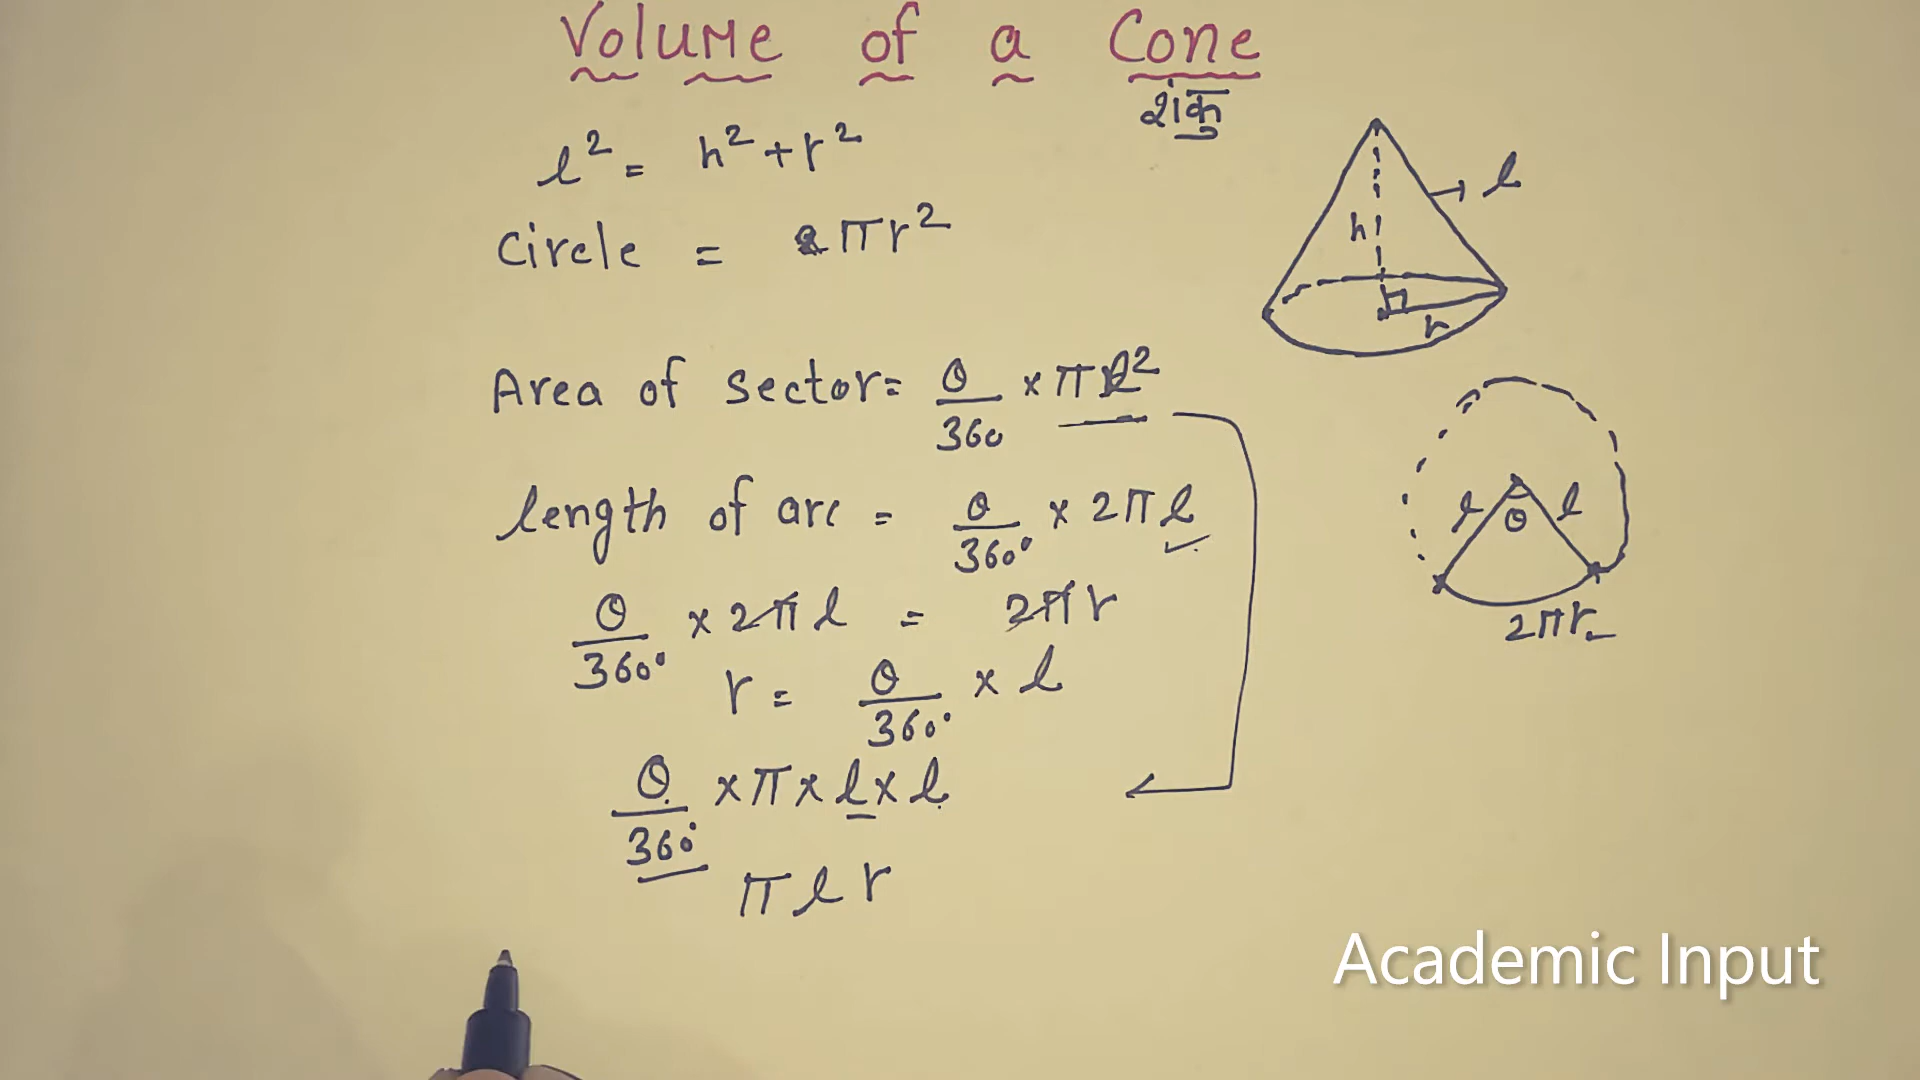 Volume of a Cone
शंकु
l² = h² + r²
Circle = πr²
Area of sector = θ/360 × πl²
length of arc = θ/360° × 2πl
θ/360° × 2πl = 2πr
r = θ/360° × l
θ/360° × π × l × l
πlr
l
h
r
l
l
θ
2πr
Academic Input